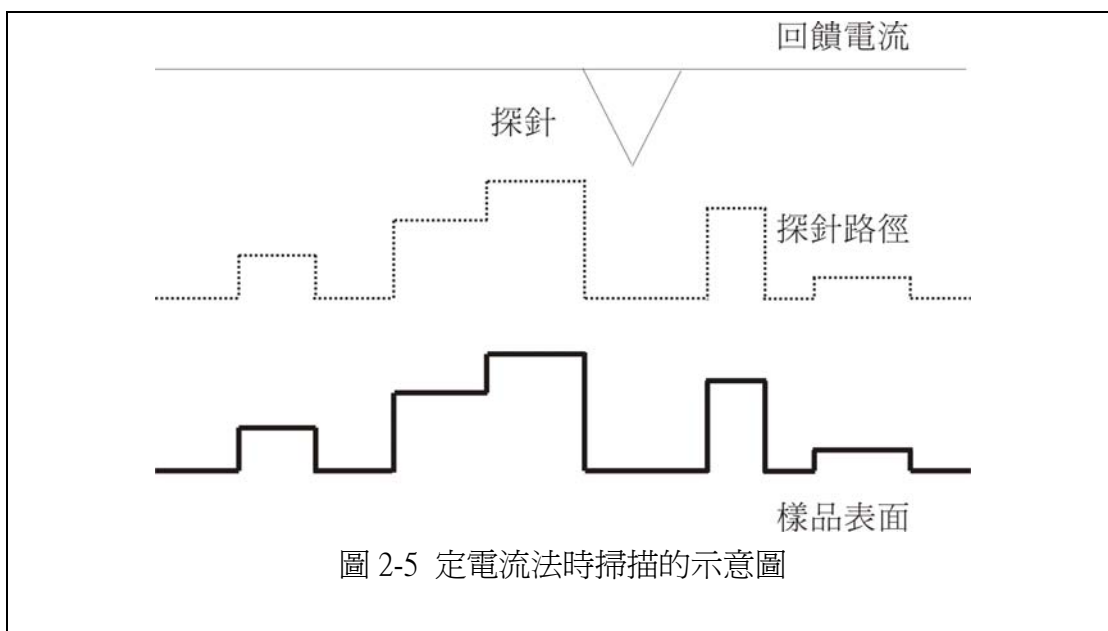 回饋電流
探針
探針路徑
樣品表面
圖 2-5 定電流法時掃描的示意圖